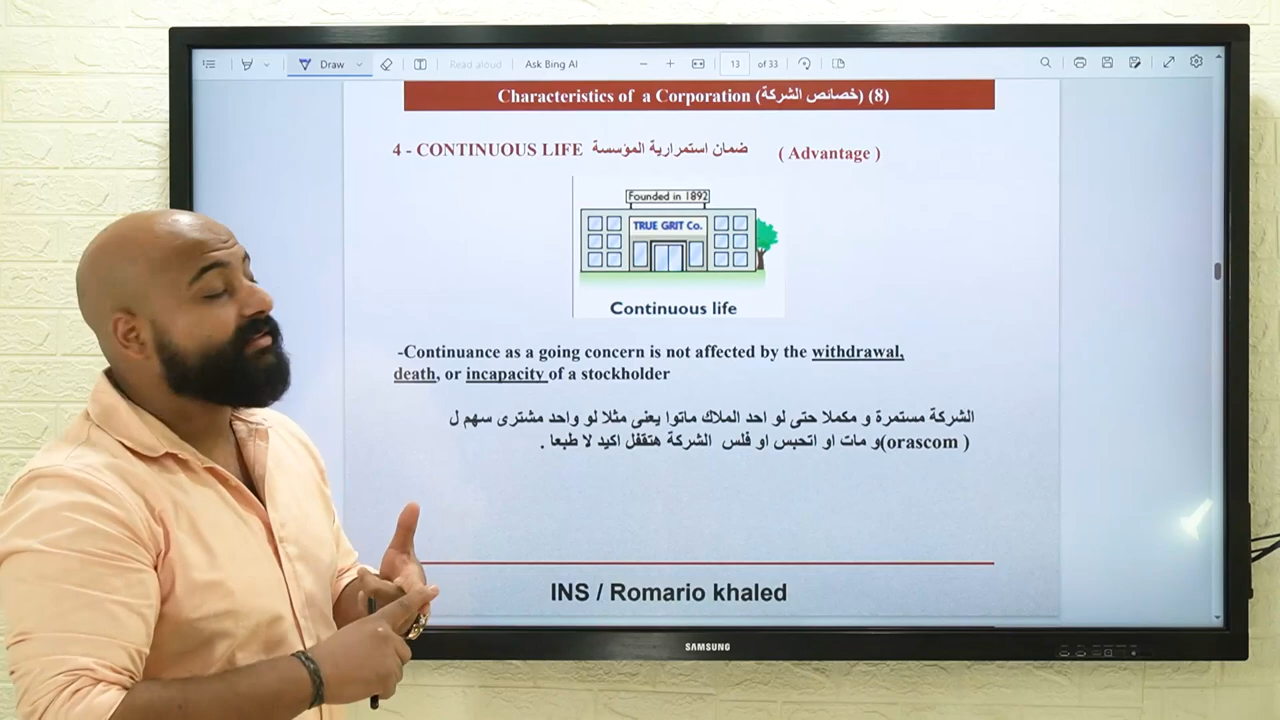 Draw
Read aloud
Ask Bing AI
13 of 33
Characteristics of a Corporation (خصائص الشركة) (8)
4 - CONTINUOUS LIFE ضمان استمرارية المؤسسة ( Advantage )
Founded in 1892
TRUE GRIT Co.
Continuous life
-Continuance as a going concern is not affected by the withdrawal,
death, or incapacity of a stockholder
الشركة مستمرة و مكملا حتى لو احد الملاك ماتوا يعنى مثلا لو واحد مشترى سهم ل
( orascom)و مات او اتحبس او فلس الشركة هتقفل اكيد لا طبعا .
INS / Romario khaled
SAMSUNG